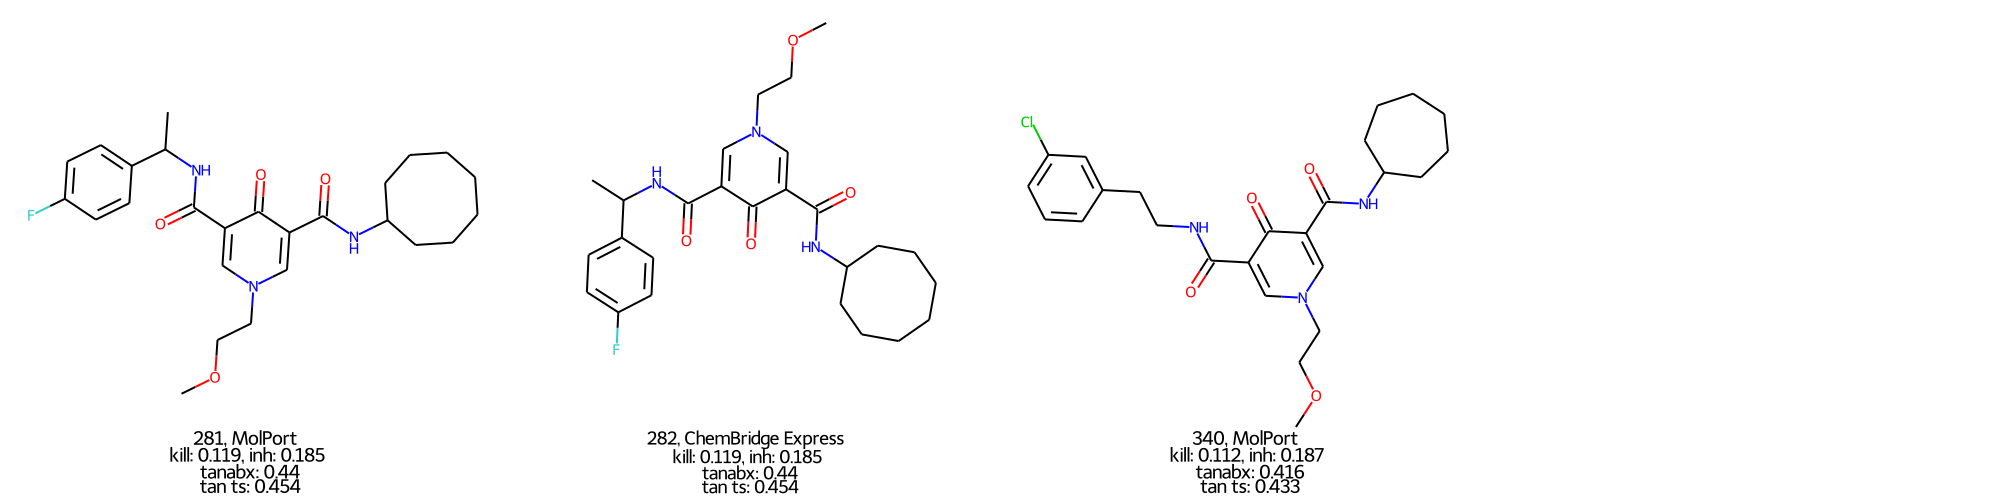 O
N
Cl
NH
O
O
H
N
O
NH
O
O
O
NH
O
NH
O
O
O
F
N
H
HN
N
O
N
O
F
O
281, MolPort
kill: 0.119, inh: 0.185
tanabx: 0.44
tan ts: 0.454
282, ChemBridge Express
kill: 0.119, inh: 0.185
tanabx: 0.44
tan ts: 0.454
340, MolPort
kill: 0.112, inh: 0.187
tanabx: 0.416
tan ts: 0.433